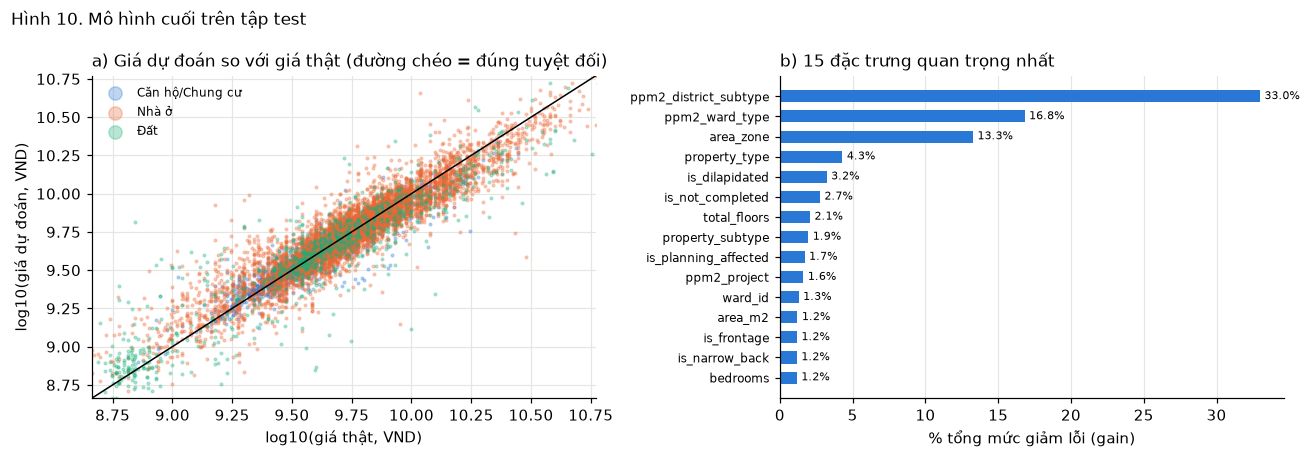 Hình 10. Mô hình cuối trên tập test
a) Giá dự đoán so với giá thật (đường chéo = đúng tuyệt đối)
10.75
10.50
10.25
10.00
9.75
9.50
9.25
9.00
8.75
log10(giá dự đoán, VND)
Căn hộ/Chung cư
Nhà ở
Đất
8.75 9.00 9.25 9.50 9.75 10.00 10.25 10.50 10.75
log10(giá thật, VND)
b) 15 đặc trưng quan trọng nhất
ppm2_district_subtype 33.0%
ppm2_ward_type 16.8%
area_zone 13.3%
property_type 4.3%
is_dilapidated 3.2%
is_not_completed 2.7%
total_floors 2.1%
property_subtype 1.9%
is_planning_affected 1.7%
ppm2_project 1.6%
ward_id 1.3%
area_m2 1.2%
is_frontage 1.2%
is_narrow_back 1.2%
bedrooms 1.2%
0 5 10 15 20 25 30
% tổng mức giảm lỗi (gain)